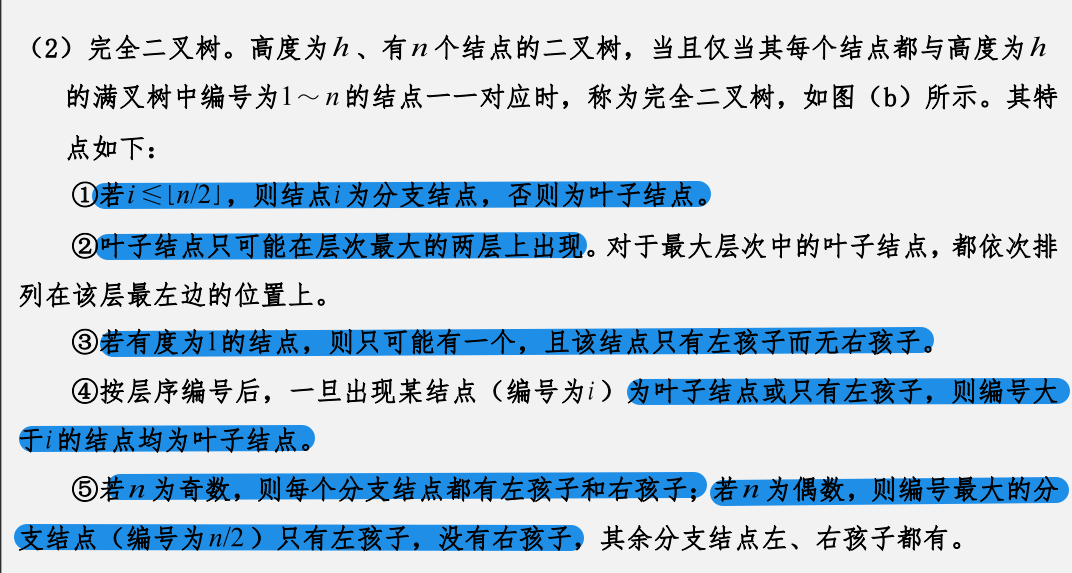 （2）完全二叉树。高度为h、有n个结点的二叉树，当且仅当其每个结点都与高度为h
的满叉树中编号为1～n的结点一一对应时，称为完全二叉树，如图（b）所示。其特
点如下：
①若i≤⌊n/2⌋，则结点i为分支结点，否则为叶子结点。
②叶子结点只可能在层次最大的两层上出现。对于最大层次中的叶子结点，都依次排
列在该层最左边的位置上。
③若有度为1的结点，则只可能有一个，且该结点只有左孩子而无右孩子。
④按层序编号后，一旦出现某结点（编号为i）为叶子结点或只有左孩子，则编号大
于i的结点均为叶子结点。
⑤若n为奇数，则每个分支结点都有左孩子和右孩子；若n为偶数，则编号最大的分
支结点（编号为n/2）只有左孩子，没有右孩子，其余分支结点左、右孩子都有。